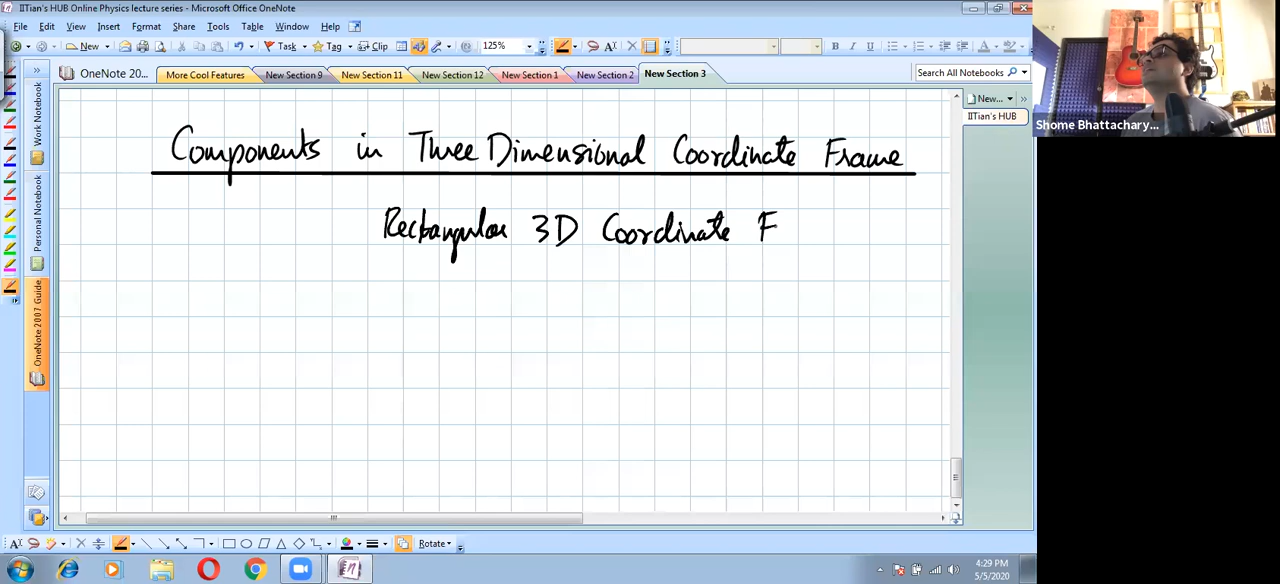 IITian's HUB Online Physics lecture series - Microsoft Office OneNote
File Edit View Insert Format Share Tools Table Window Help
New Task Tag Clip 125%
OneNote 20... More Cool Features New Section 9 New Section 11 New Section 12 New Section 1 New Section 2 New Section 3 Search All Notebooks
New...
IITian's HUB
Shome Bhattachary...
Work Notebook
Personal Notebook
OneNote 2007 Guide
Components in Three Dimensional Coordinate Frame
Rectangular 3D Coordinate F
Rotate
4:29 PM
5/5/2020